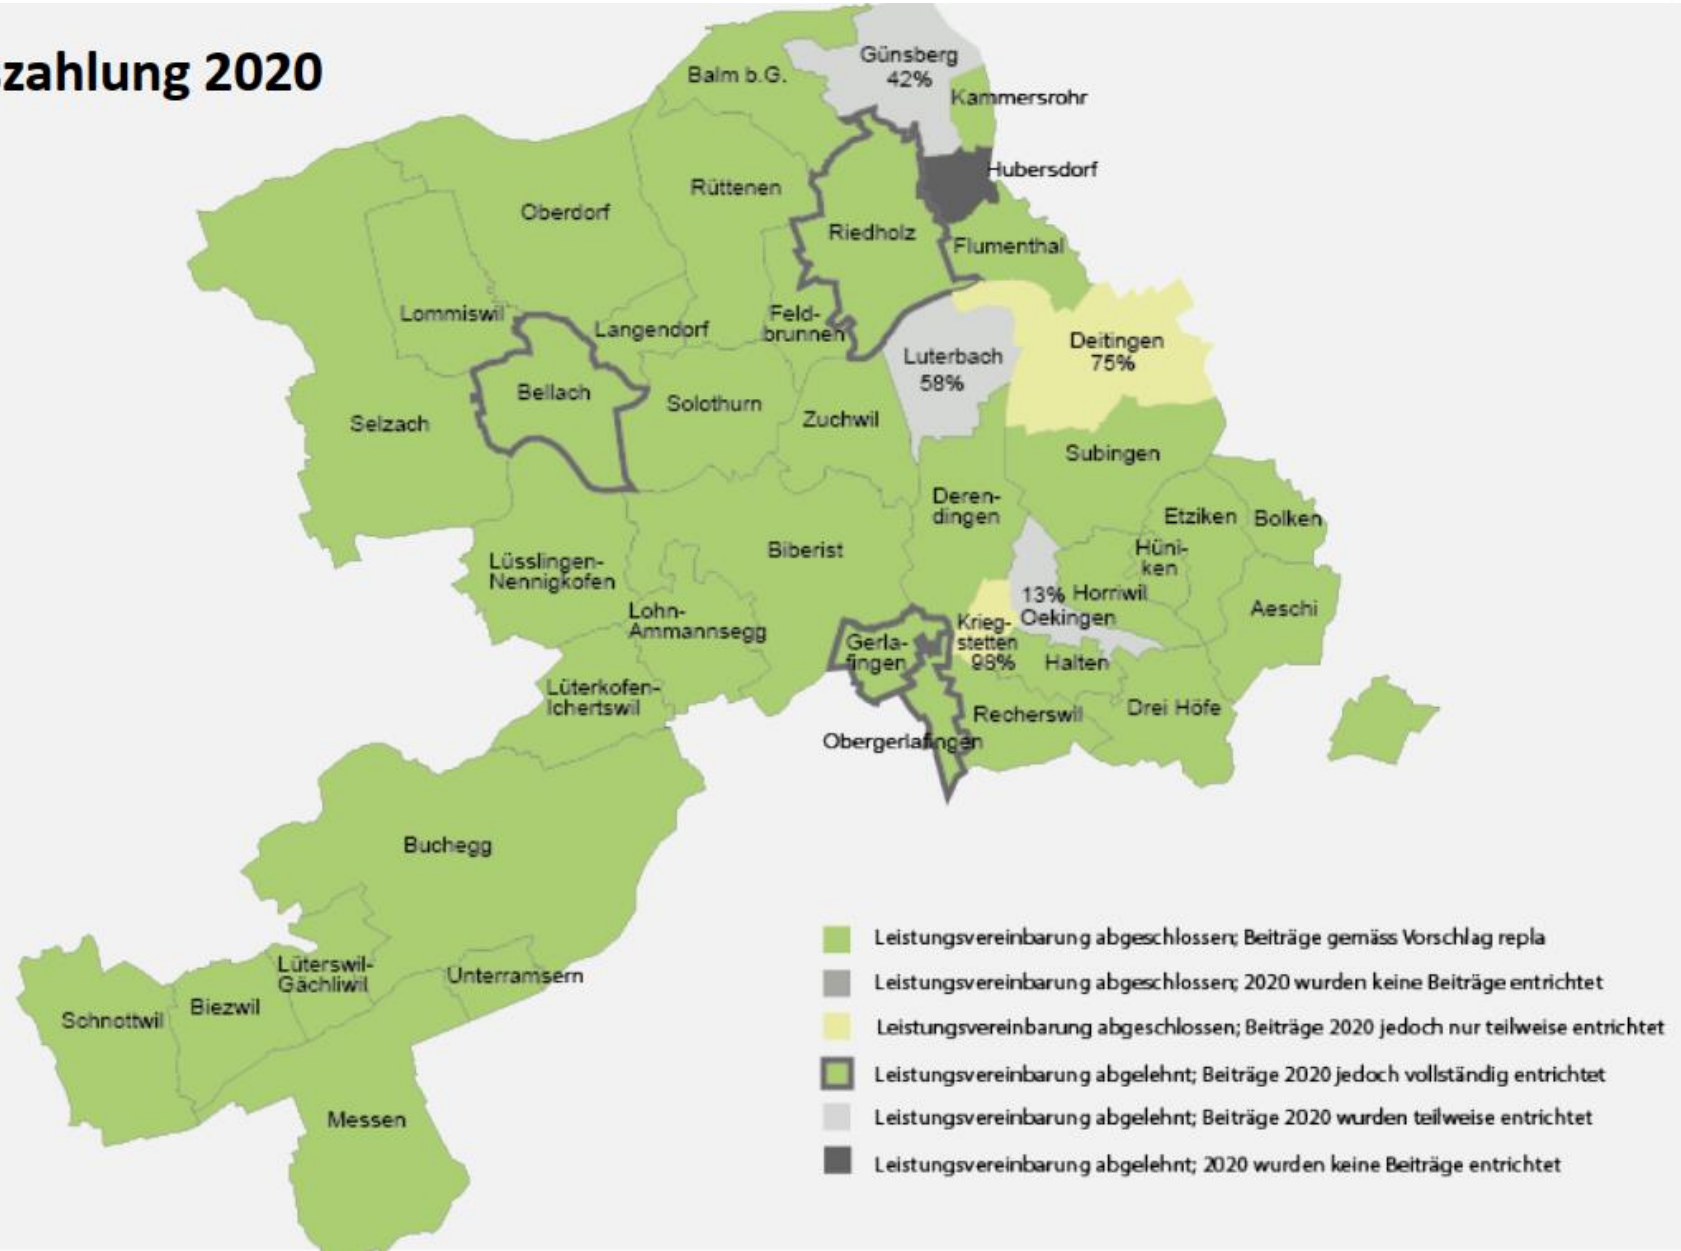 szahlung 2020
Günsberg
42%
Balm b.G.
Kammersrohr
Hubersdorf
Rüttenen
Oberdorf
Riedholz
Flumenthal
Lommiswil
Langendorf
Feld-
brunnen
Deitingen
75%
Luterbach
58%
Bellach
Solothurn
Zuchwil
Selzach
Subingen
Deren-
dingen
Etziken
Bolken
Biberist
Hüni-
ken
Lüsslingen-
Nennigkofen
13% Horriwil
Oekingen
Aeschi
Lohn-
Ammannsegg
Krieg-
stetten
98%
Gerla-
fingen
Halten
Lüterkofen-
Ichertswil
Recherswil
Drei Höfe
Obergerlafingen
Buchegg
Lüterswil-
Gächliwil
Unterramsern
Biezwil
Schnottwil
Messen
Leistungsvereinbarung abgeschlossen; Beiträge gemäss Vorschlag repla
Leistungsvereinbarung abgeschlossen; 2020 wurden keine Beiträge entrichtet
Leistungsvereinbarung abgeschlossen; Beiträge 2020 jedoch nur teilweise entrichtet
Leistungsvereinbarung abgelehnt; Beiträge 2020 jedoch vollständig entrichtet
Leistungsvereinbarung abgelehnt; Beiträge 2020 wurden teilweise entrichtet
Leistungsvereinbarung abgelehnt; 2020 wurden keine Beiträge entrichtet